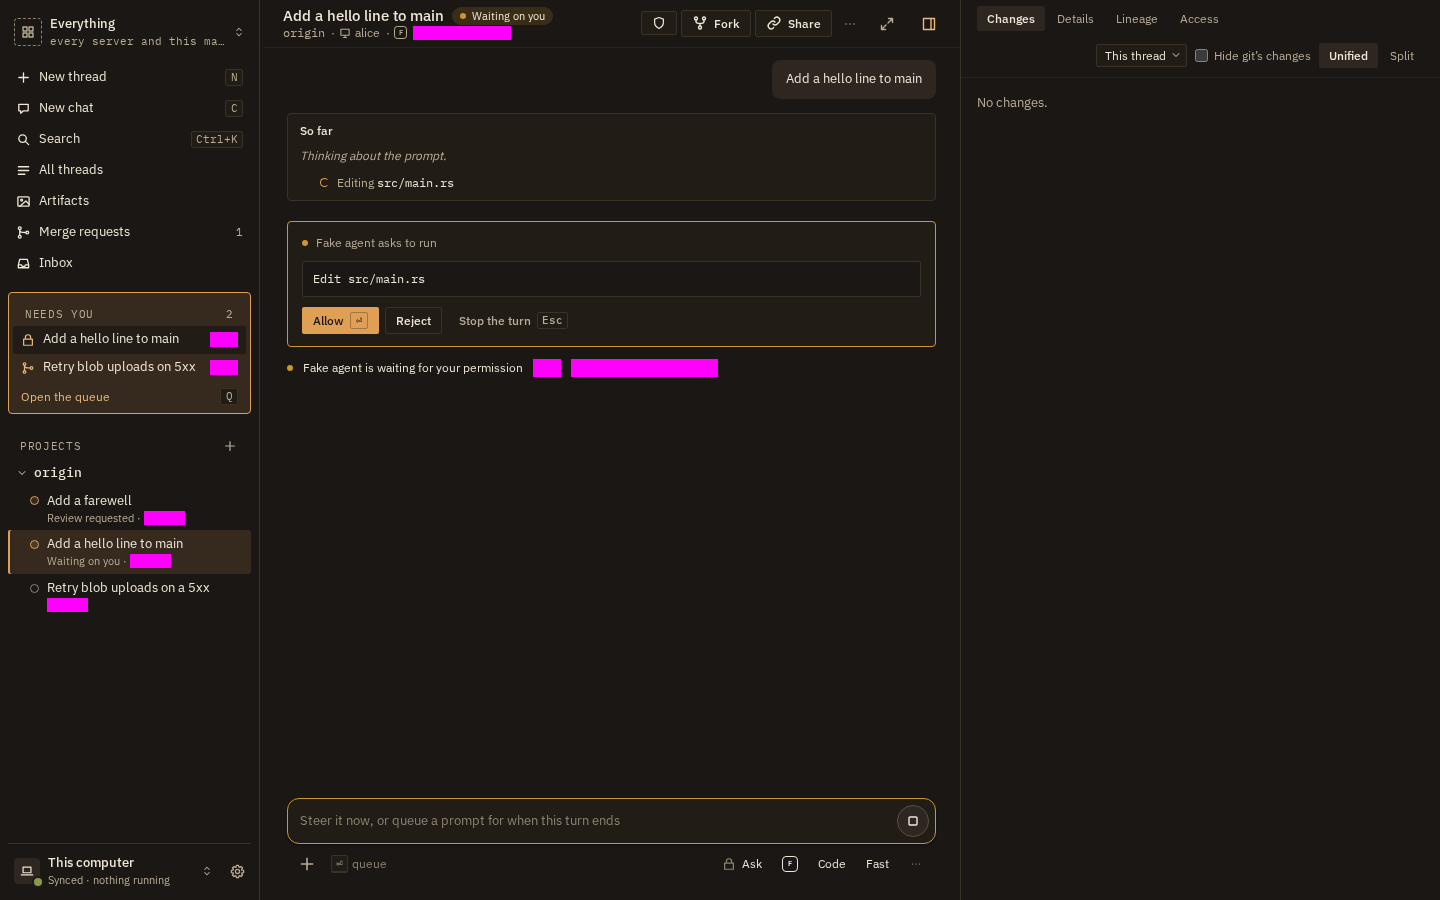 Everything
every server and this ma…
New thread N
New chat C
Search Ctrl+K
All threads
Artifacts
Merge requests 1
Inbox
NEEDS YOU 2
Add a hello line to main
Retry blob uploads on 5xx
Open the queue Q
PROJECTS
origin
Add a farewell
Review requested ·
Add a hello line to main
Waiting on you ·
Retry blob uploads on a 5xx
This computer
Synced · nothing running
Add a hello line to main Waiting on you
origin · alice · F
Fork
Share
Add a hello line to main
So far
Thinking about the prompt.
Editing src/main.rs
Fake agent asks to run
Edit src/main.rs
Allow ⏎ Reject Stop the turn Esc
Fake agent is waiting for your permission
Steer it now, or queue a prompt for when this turn ends
queue Ask F Code Fast ···
Changes Details Lineage Access
This thread Hide git's changes Unified Split
No changes.